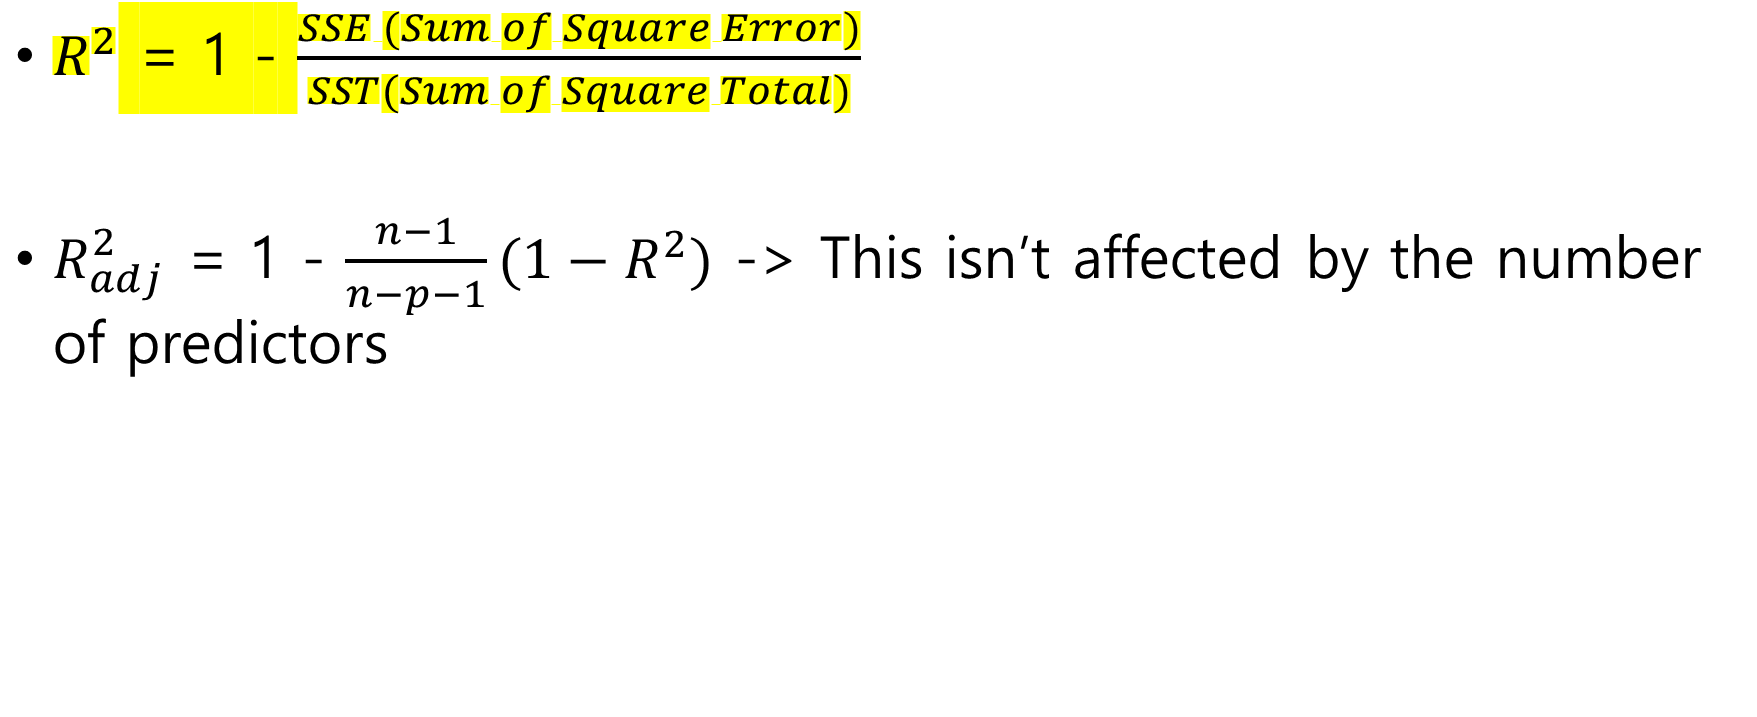 • R² = 1 - SSE (Sum of Square Error) / SST(Sum of Square Total)
• R²adj = 1 - n−1 / n−p−1 (1 − R²) -> This isn't affected by the number
of predictors